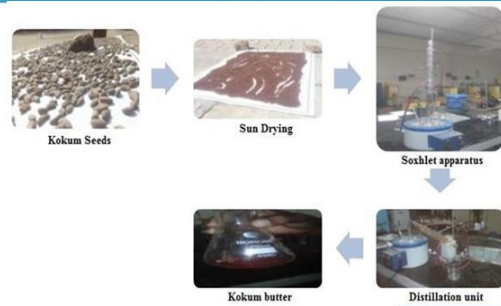 Kokum Seeds
Sun Drying
Soxhlet apparatus
Kokum butter
Distillation unit